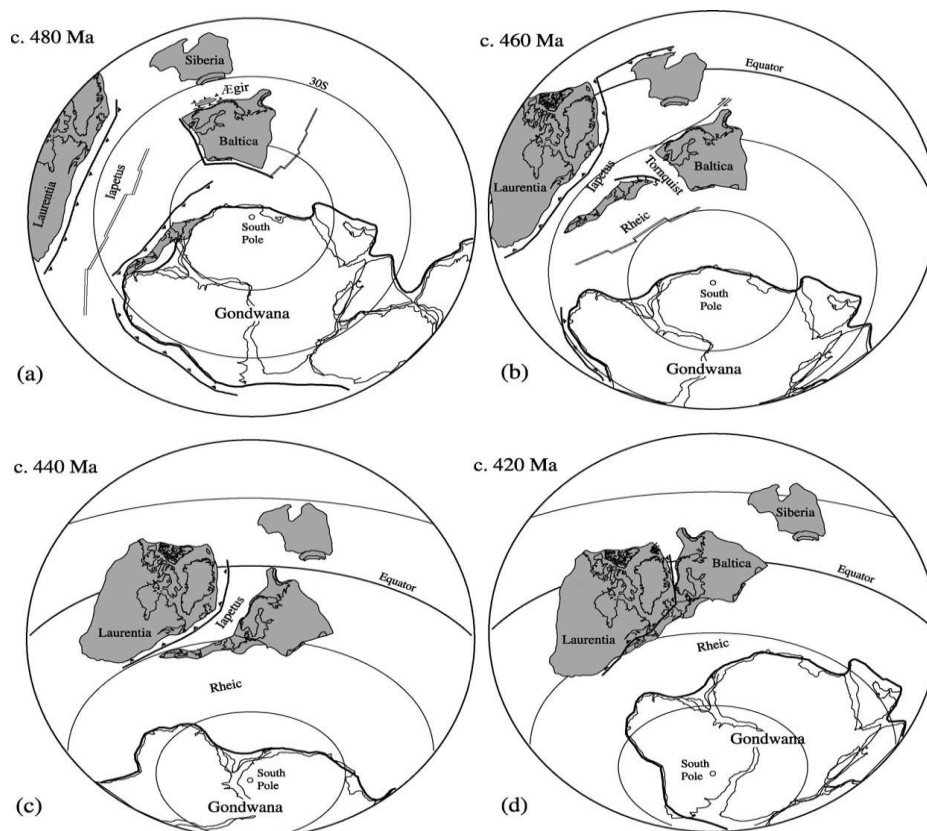 c. 480 Ma
Siberia
30S
Ægir
Baltica
Iapetus
Laurentia
South
Pole
Gondwana
(a)
c. 460 Ma
Equator
Laurentia
Iapetus
Tornquist
Baltica
Rheic
South
Pole
Gondwana
(b)
c. 440 Ma
Equator
Laurentia
Iapetus
Rheic
South
Pole
Gondwana
(c)
c. 420 Ma
Siberia
Baltica
Equator
Laurentia
Rheic
Gondwana
South
Pole
(d)